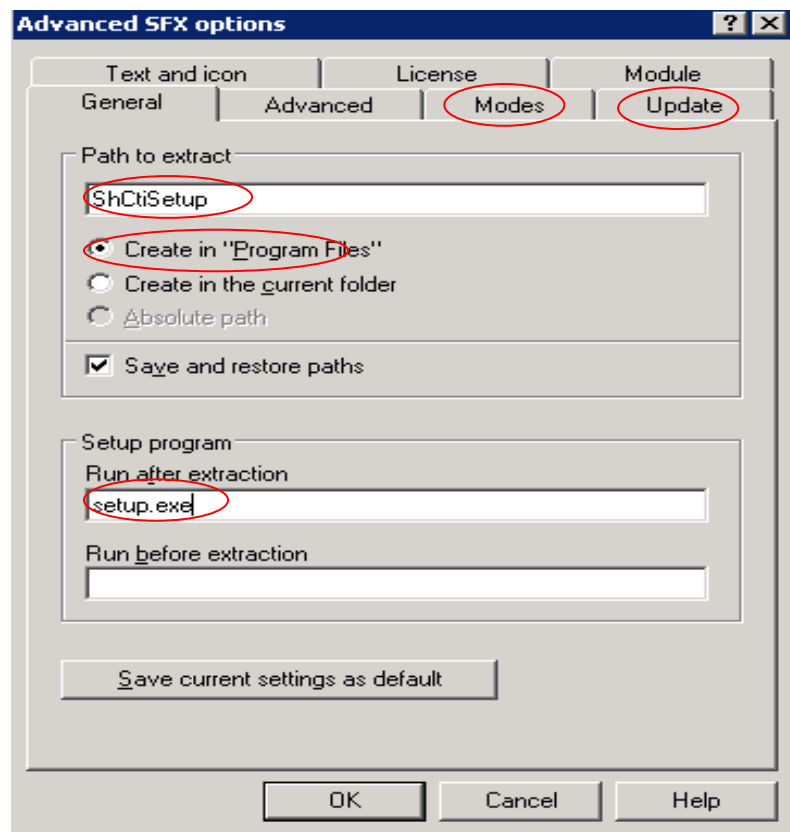 Advanced SFX options
Text and icon License Module
General Advanced Modes Update
Path to extract
ShCtiSetup
Create in "Program Files"
Create in the current folder
Absolute path
Save and restore paths
Setup program
Run after extraction
setup.exe
Run before extraction
Save current settings as default
OK Cancel Help